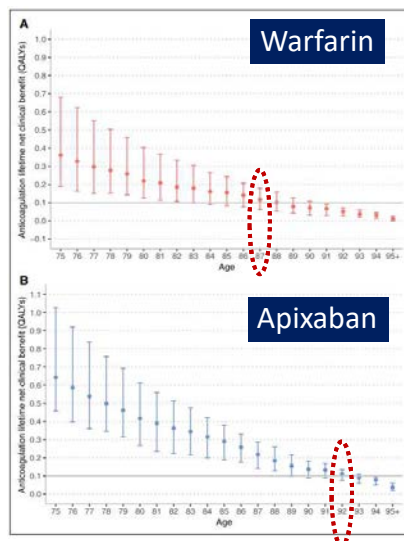 A
Warfarin
Anticoagulation lifetime net clinical benefit (QALYs)
1.0
0.9
0.8
0.7
0.6
0.5
0.4
0.3
0.2
0.1
0.0
-0.1
75 76 77 78 79 80 81 82 83 84 85 86 87 88 89 90 91 92 93 94 95+
Age
B
Apixaban
Anticoagulation lifetime net clinical benefit (QALYs)
1.1
1.0
0.9
0.8
0.7
0.6
0.5
0.4
0.3
0.2
0.1
0.0
75 76 77 78 79 80 81 82 83 84 85 86 87 88 89 90 91 92 93 94 95+
Age